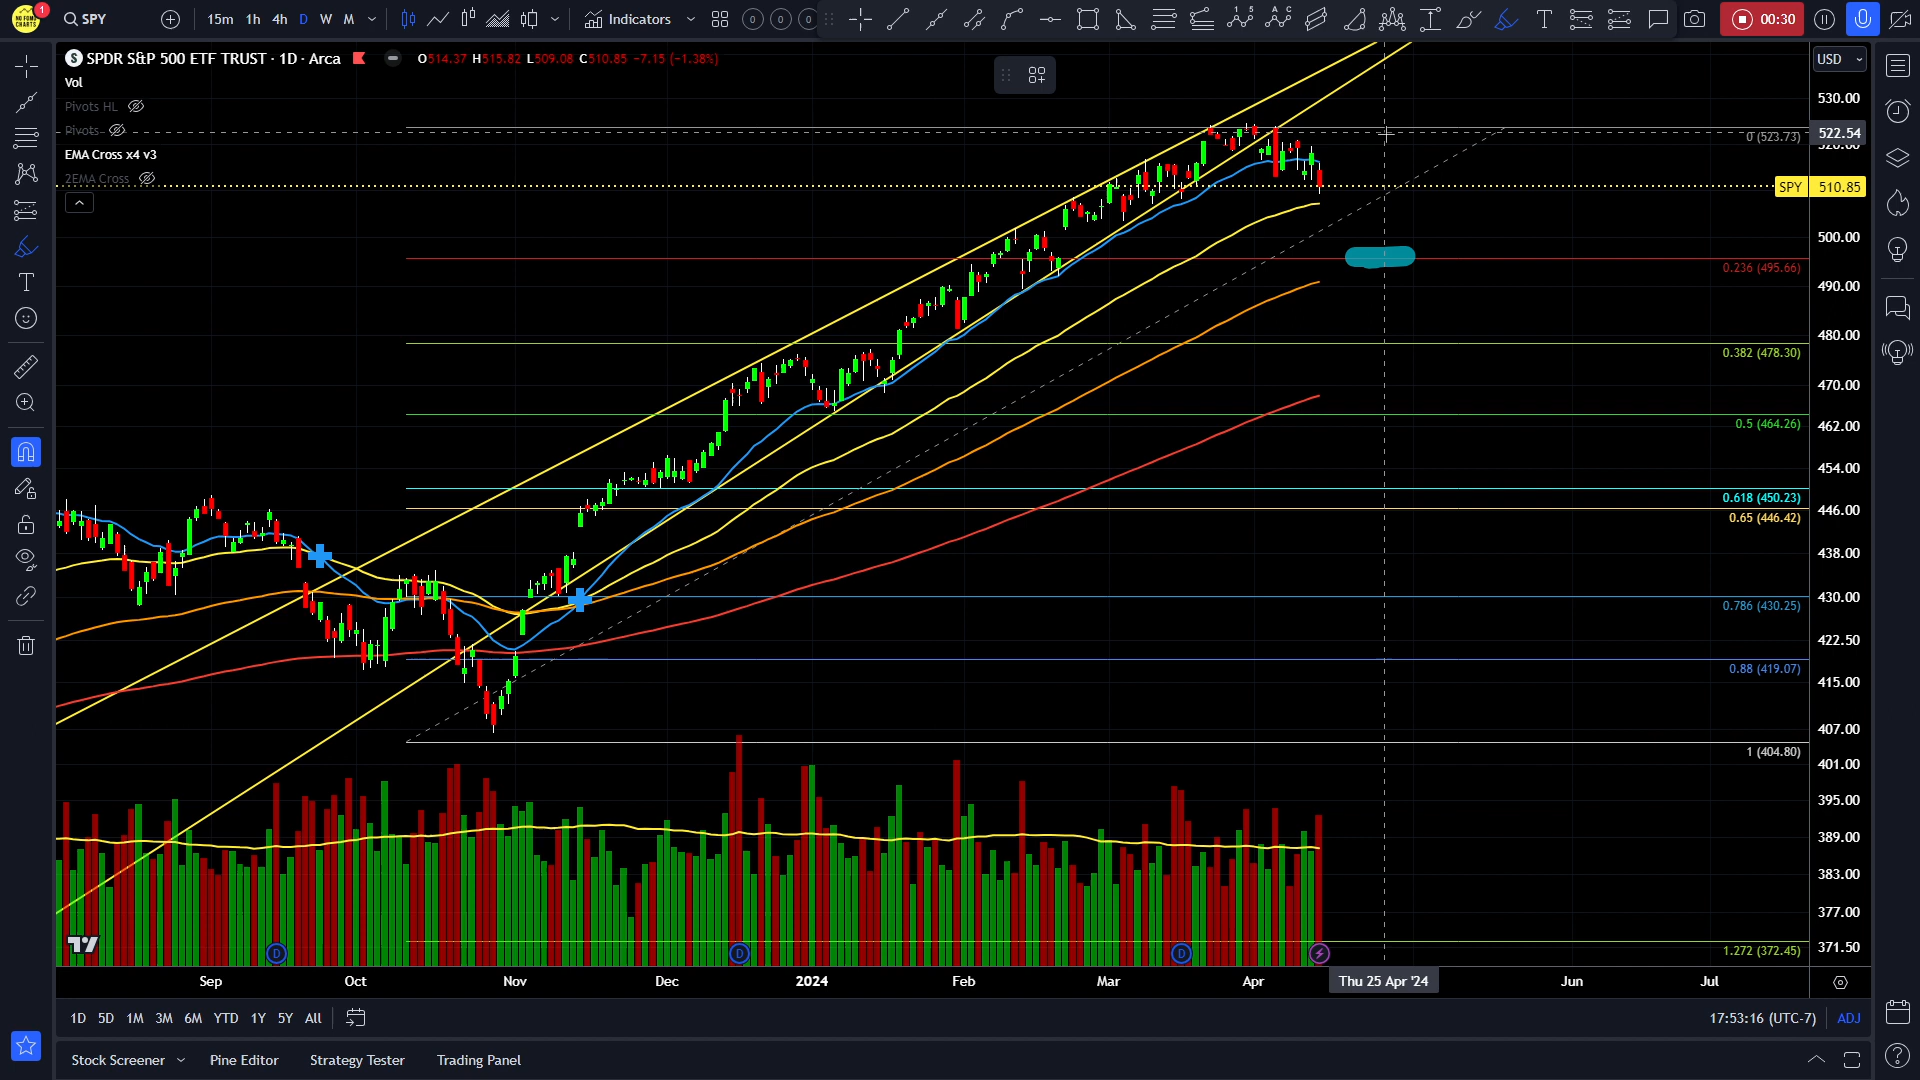 NO FOMO CHARTS
1
SPY
15m 1h 4h D W M
Indicators
0 0 0
00:30
SPDR S&P 500 ETF TRUST · 1D · Arca
O514.37 H515.82 L509.08 C510.85 -7.15 (-1.38%)
USD
Vol
Pivots HL
Pivots
EMA Cross x4 v3
2EMA Cross
530.00
0 (523.73)
522.54
SPY 510.85
500.00
0.236 (495.66)
490.00
480.00
0.382 (478.30)
470.00
0.5 (464.26)
462.00
454.00
0.618 (450.23)
446.00
0.65 (446.42)
438.00
430.00
0.786 (430.25)
422.50
0.88 (419.07)
415.00
407.00
1 (404.80)
401.00
395.00
389.00
383.00
377.00
371.50
1.272 (372.45)
D D D
Sep Oct Nov Dec 2024 Feb Mar Apr Thu 25 Apr '24 Jun Jul
1D 5D 1M 3M 6M YTD 1Y 5Y All
17:53:16 (UTC-7) ADJ
Stock Screener Pine Editor Strategy Tester Trading Panel